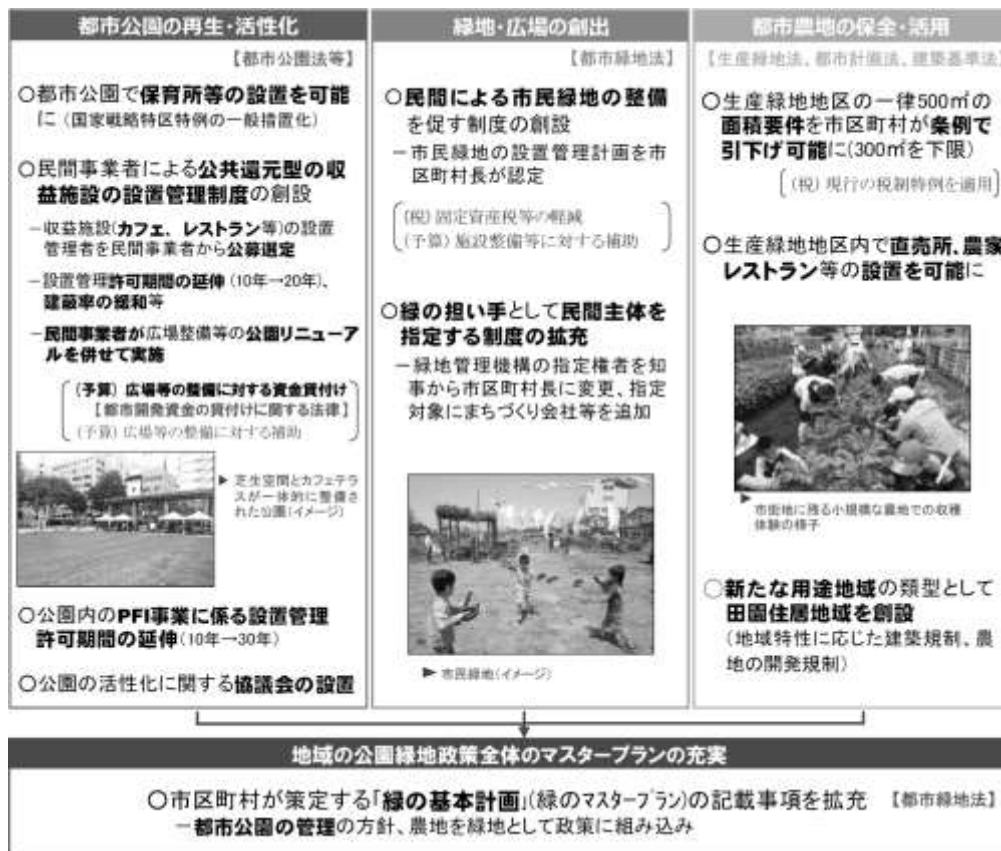 都市公園の再生・活性化
【都市公園法等】
○都市公園で保育所等の設置を可能
に（国家戦略特区特例の一般措置化）
○民間事業者による公共還元型の収
益施設の設置管理制度の創設
－収益施設(カフェ、レストラン等)の設置
管理者を民間事業者から公募選定
－設置管理許可期間の延伸(10年→20年)、
建蔽率の緩和等
－民間事業者が広場整備等の公園リニューア
ルを併せて実施
(予算) 広場等の整備に対する資金貸付け
【都市開発資金の貸付けに関する法律】
(予算) 広場等の整備に対する補助
▶ 芝生空間とカフェテラ
スが一体的に整備さ
れた公園(イメージ)
○公園内のPFI事業に係る設置管理
許可期間の延伸(10年→30年)
○公園の活性化に関する協議会の設置
緑地・広場の創出
【都市緑地法】
○民間による市民緑地の整備
を促す制度の創設
－市民緑地の設置管理計画を市
区町村長が認定
(税) 固定資産税等の軽減
(予算) 施設整備等に対する補助
○緑の担い手として民間主体を
指定する制度の拡充
－緑地管理機構の指定権者を知
事から市区町村長に変更、指定
対象にまちづくり会社等を追加
▶ 市民緑地(イメージ)
都市農地の保全・活用
【生産緑地法、都市計画法、建築基準法】
○生産緑地地区の一律500㎡の
面積要件を市区町村が条例で
引下げ可能に(300㎡を下限)
(税) 現行の税制特例を適用
○生産緑地地区内で直売所、農家
レストラン等の設置を可能に
▶
市街地に残る小規模な農地での収穫
体験の様子
○新たな用途地域の類型として
田園住居地域を創設
(地域特性に応じた建築規制、農
地の開発規制)
地域の公園緑地政策全体のマスタープランの充実
○市区町村が策定する「緑の基本計画」(緑のマスタープラン)の記載事項を拡充 【都市緑地法】
－都市公園の管理の方針、農地を緑地として政策に組み込み